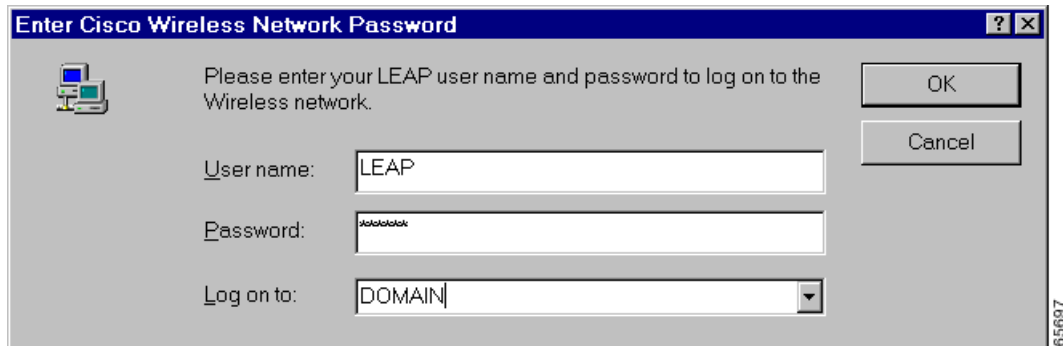 Enter Cisco Wireless Network Password
Please enter your LEAP user name and password to log on to the
Wireless network.
OK
Cancel
User name: LEAP
Password: *******
Log on to: DOMAIN
65697